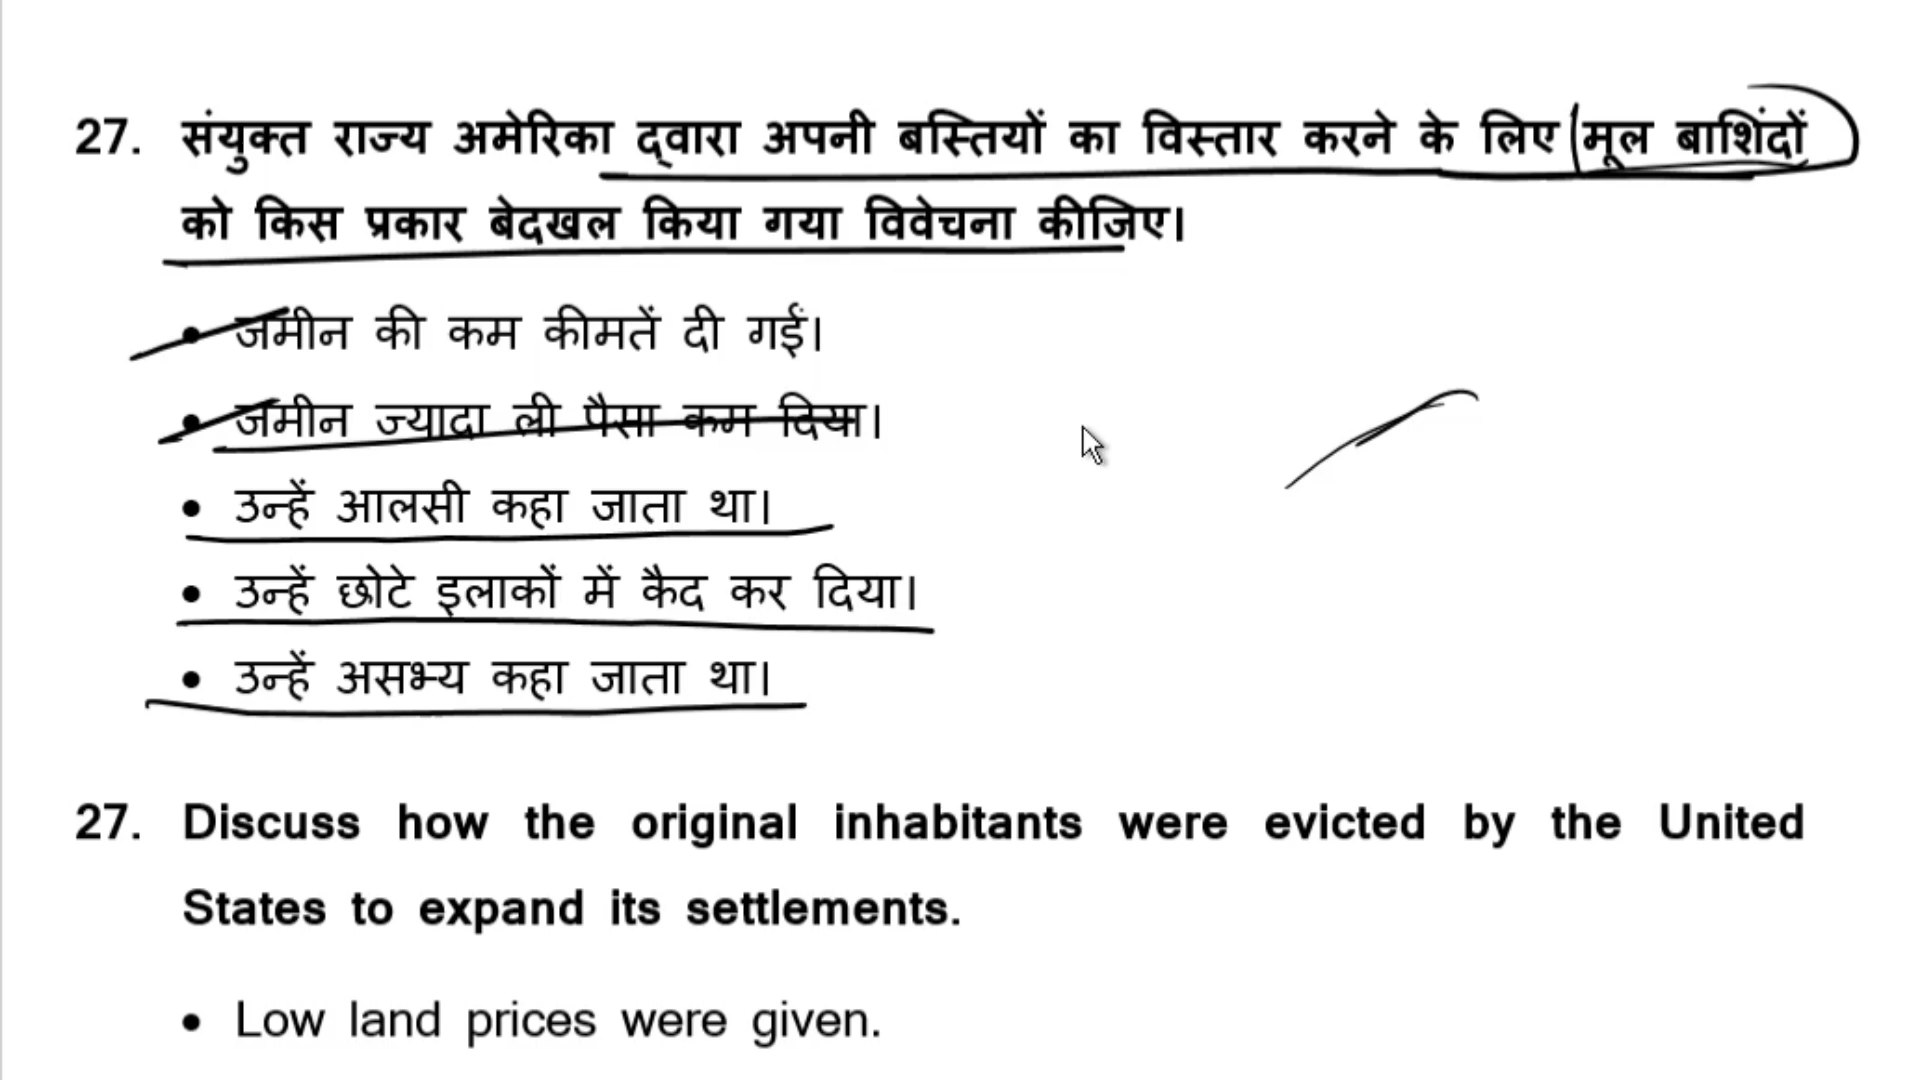 27. संयुक्त राज्य अमेरिका द्वारा अपनी बस्तियों का विस्तार करने के लिए मूल बाशिंदों
को किस प्रकार बेदखल किया गया विवेचना कीजिए।
• जमीन की कम कीमतें दी गईं।
• जमीन ज्यादा ली पैसा कम दिया।
• उन्हें आलसी कहा जाता था।
• उन्हें छोटे इलाकों में कैद कर दिया।
• उन्हें असभ्य कहा जाता था।
27. Discuss how the original inhabitants were evicted by the United
States to expand its settlements.
• Low land prices were given.